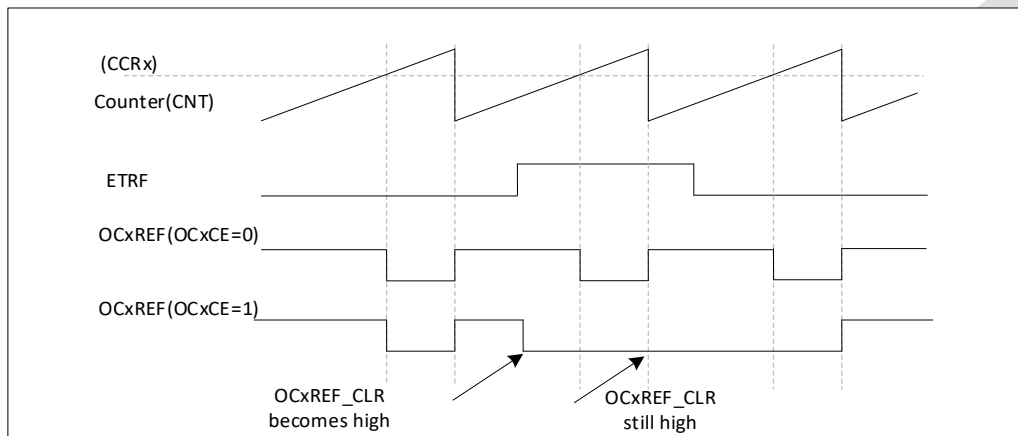 (CCRx)
Counter(CNT)
ETRF
OCxREF(OCxCE=0)
OCxREF(OCxCE=1)
OCxREF_CLR
becomes high
OCxREF_CLR
still high